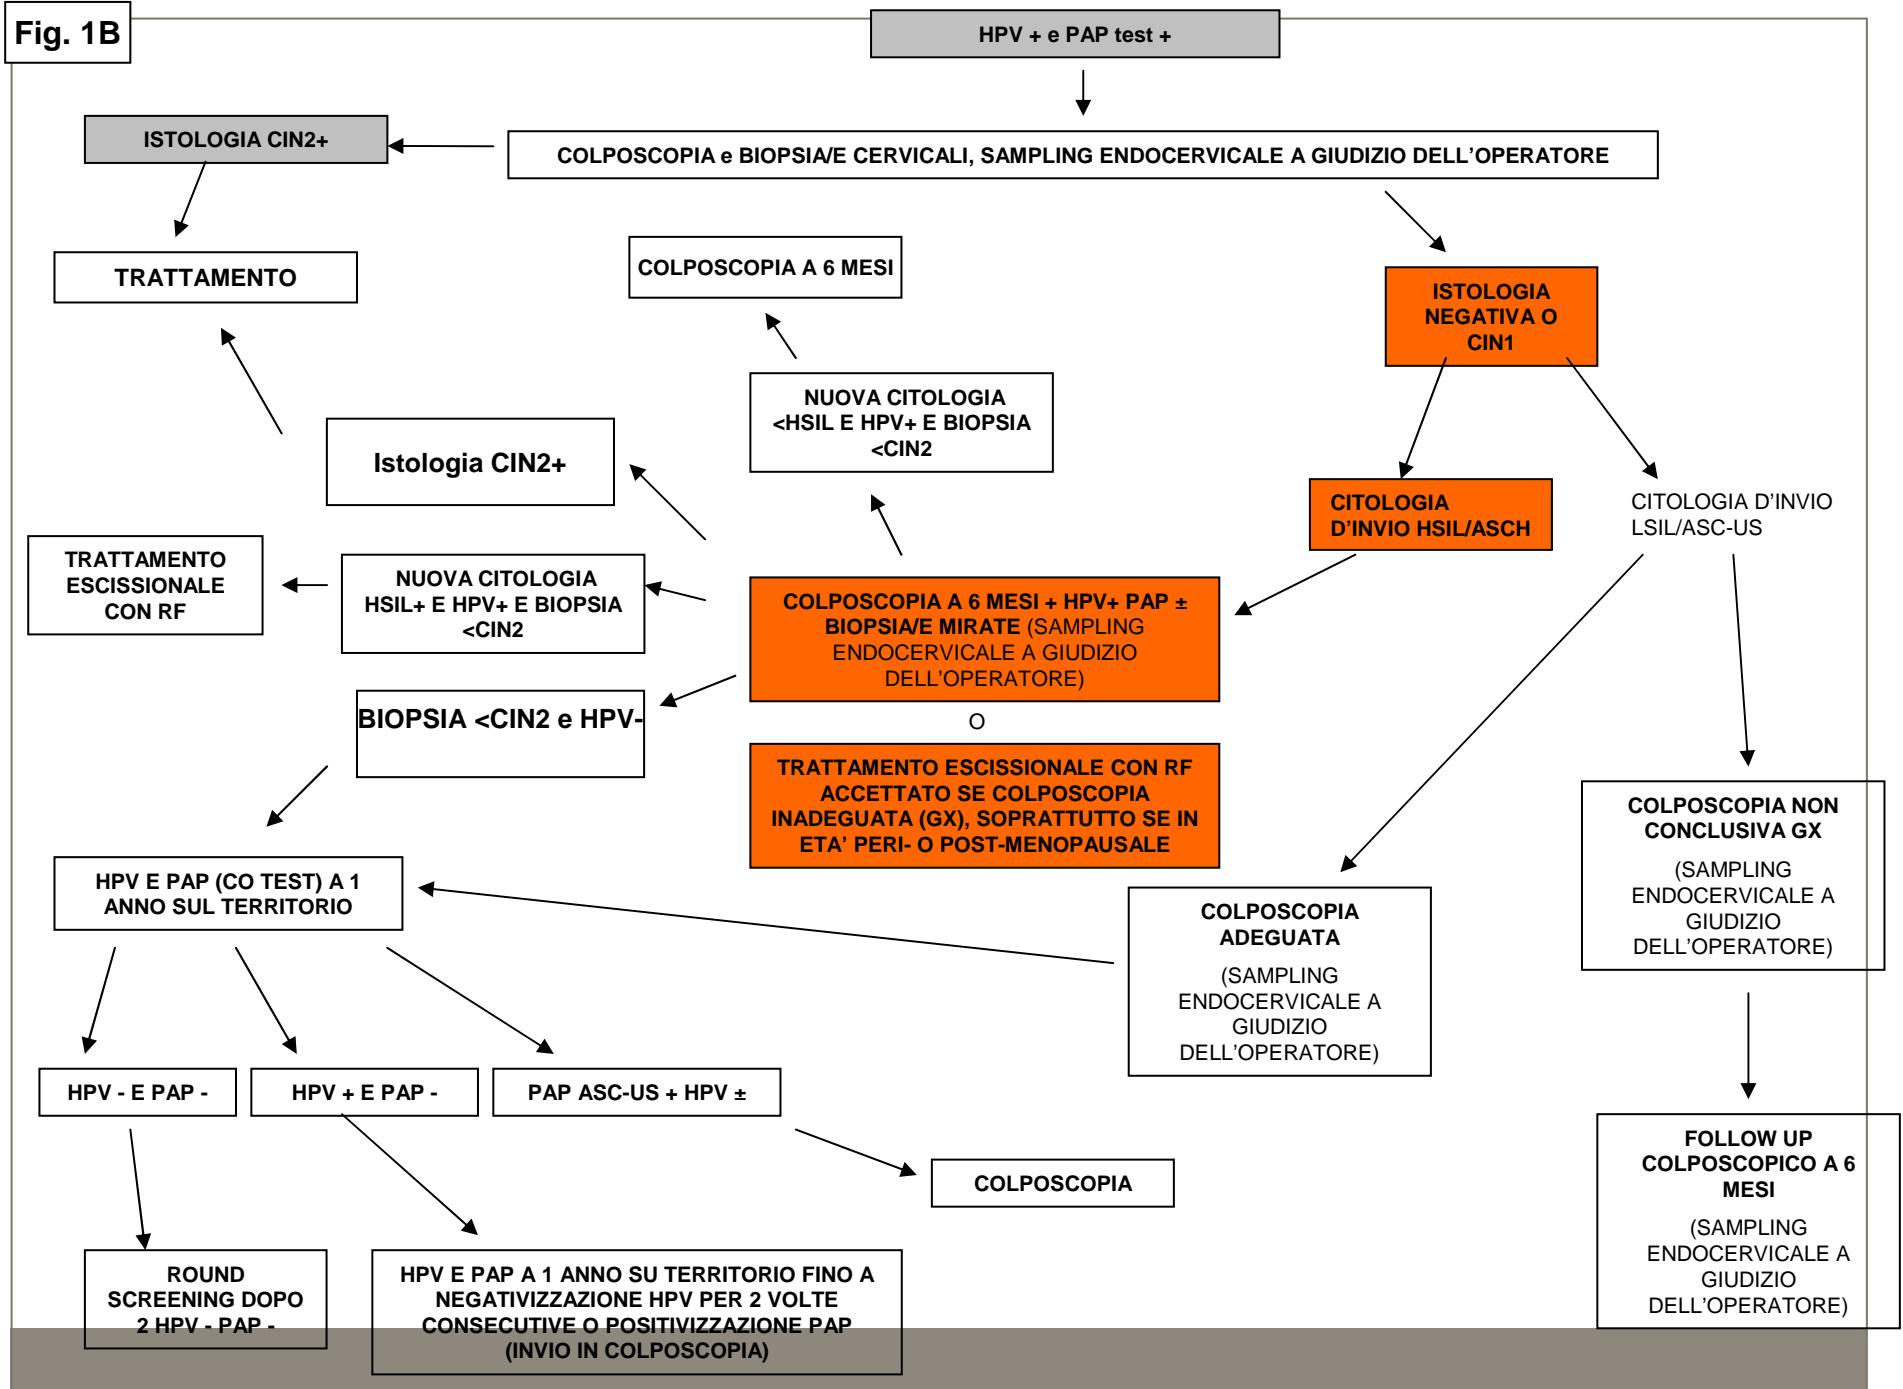 Fig. 1B
HPV + e PAP test +
ISTOLOGIA CIN2+
COLPOSCOPIA e BIOPSIA/E CERVICALI, SAMPLING ENDOCERVICALE A GIUDIZIO DELL’OPERATORE
TRATTAMENTO
COLPOSCOPIA A 6 MESI
ISTOLOGIA
NEGATIVA O
CIN1
NUOVA CITOLOGIA
<HSIL E HPV+ E BIOPSIA
<CIN2
Istologia CIN2+
CITOLOGIA
D’INVIO HSIL/ASCH
CITOLOGIA D’INVIO
LSIL/ASC-US
TRATTAMENTO
ESCISSIONALE
CON RF
NUOVA CITOLOGIA
HSIL+ E HPV+ E BIOPSIA
<CIN2
COLPOSCOPIA A 6 MESI + HPV+ PAP ±
BIOPSIA/E MIRATE (SAMPLING
ENDOCERVICALE A GIUDIZIO
DELL’OPERATORE)
BIOPSIA <CIN2 e HPV-
O
TRATTAMENTO ESCISSIONALE CON RF
ACCETTATO SE COLPOSCOPIA
INADEGUATA (GX), SOPRATTUTTO SE IN
ETA’ PERI- O POST-MENOPAUSALE
COLPOSCOPIA NON
CONCLUSIVA GX
(SAMPLING
ENDOCERVICALE A
GIUDIZIO
DELL’OPERATORE)
HPV E PAP (CO TEST) A 1
ANNO SUL TERRITORIO
COLPOSCOPIA
ADEGUATA
(SAMPLING
ENDOCERVICALE A
GIUDIZIO
DELL’OPERATORE)
HPV - E PAP -
HPV + E PAP -
PAP ASC-US + HPV ±
COLPOSCOPIA
FOLLOW UP
COLPOSCOPICO A 6
MESI
(SAMPLING
ENDOCERVICALE A
GIUDIZIO
DELL’OPERATORE)
ROUND
SCREENING DOPO
2 HPV - PAP -
HPV E PAP A 1 ANNO SU TERRITORIO FINO A
NEGATIVIZZAZIONE HPV PER 2 VOLTE
CONSECUTIVE O POSITIVIZZAZIONE PAP
(INVIO IN COLPOSCOPIA)